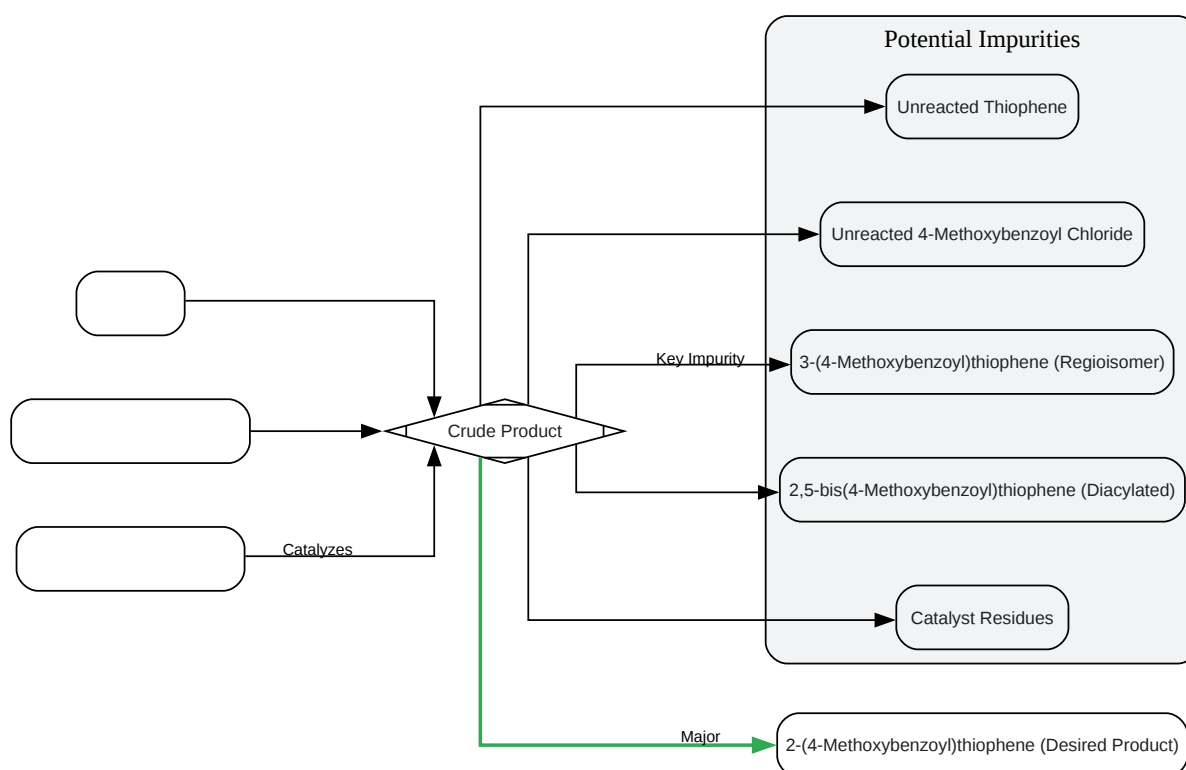 Potential Impurities
Unreacted Thiophene
Unreacted 4-Methoxybenzoyl Chloride
Key Impurity
3-(4-Methoxybenzoyl)thiophene (Regioisomer)
Crude Product
2,5-bis(4-Methoxybenzoyl)thiophene (Diacylated)
Catalyzes
Catalyst Residues
Major
2-(4-Methoxybenzoyl)thiophene (Desired Product)